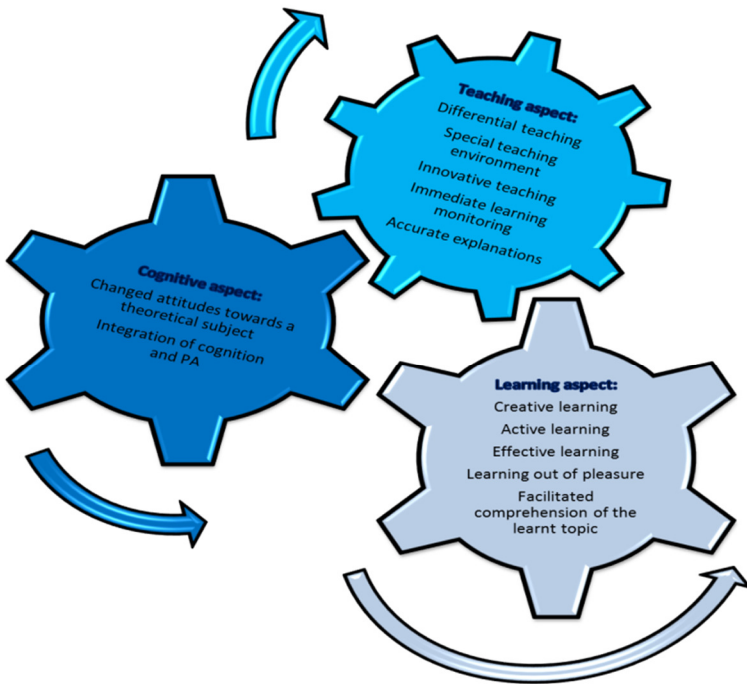 Teaching aspect:
Differential teaching
Special teaching
environment
Innovative teaching
Immediate learning
monitoring
Accurate explanations
Cognitive aspect:
Changed attitudes towards a
theoretical subject
Integration of cognition
and PA
Learning aspect:
Creative learning
Active learning
Effective learning
Learning out of pleasure
Facilitated
comprehension of the
learnt topic